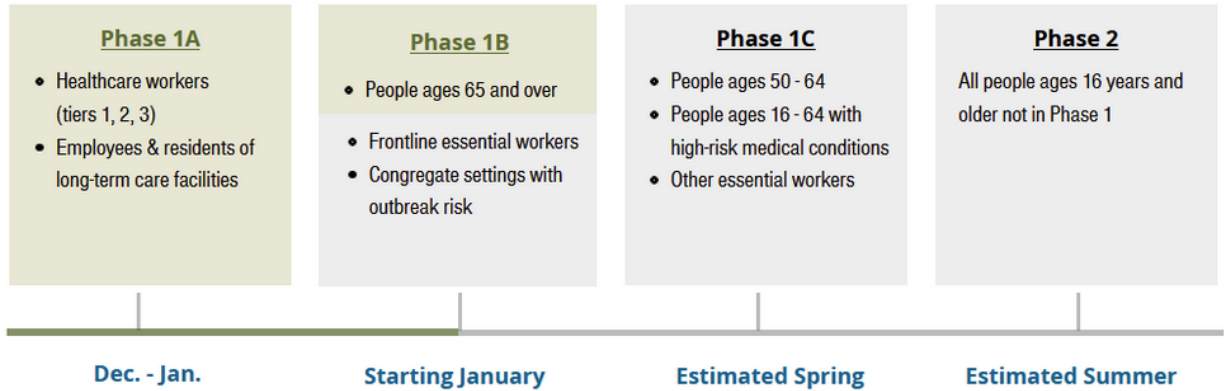 Phase 1A
• Healthcare workers
(tiers 1, 2, 3)
• Employees & residents of
long-term care facilities
Phase 1B
• People ages 65 and over
• Frontline essential workers
• Congregate settings with
outbreak risk
Phase 1C
• People ages 50 - 64
• People ages 16 - 64 with
high-risk medical conditions
• Other essential workers
Phase 2
All people ages 16 years and
older not in Phase 1
Dec. - Jan.
Starting January
Estimated Spring
Estimated Summer